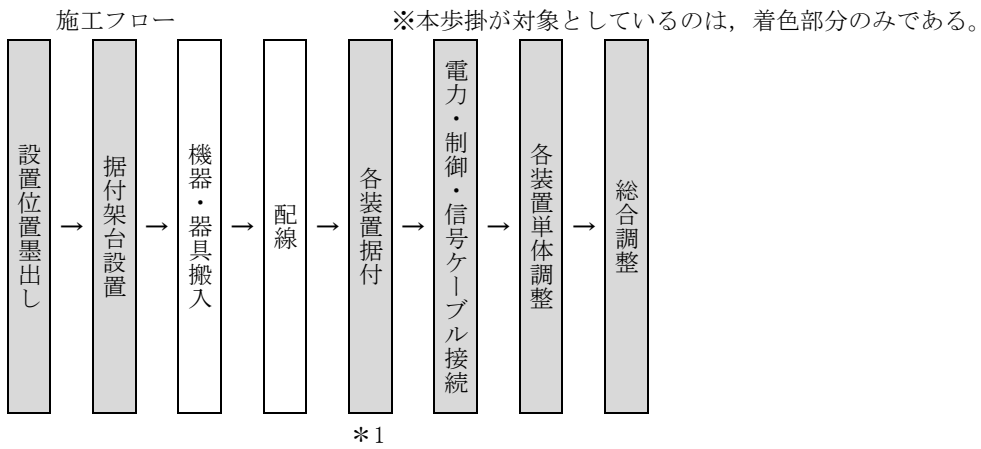 施工フロー
※本歩掛が対象としているのは，着色部分のみである。
設置位置墨出し
→
据付架台設置
→
機器・器具搬入
→
配線
→
各装置据付
→
電力・制御・信号ケーブル接続
→
各装置単体調整
→
総合調整
＊1